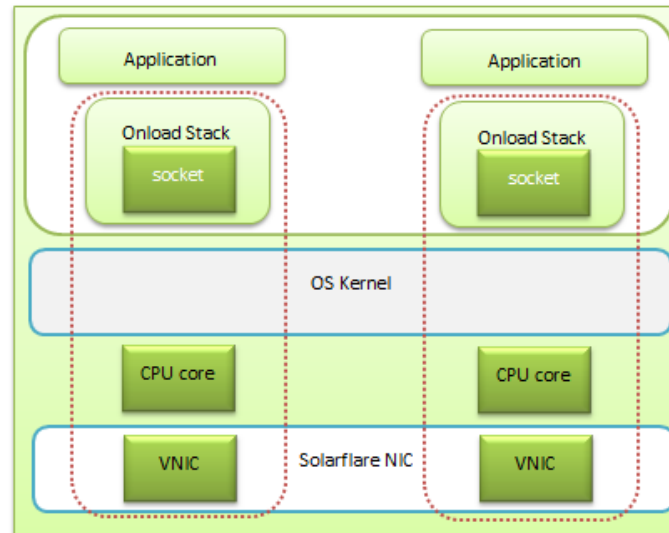 Application
Application
Onload Stack
Onload Stack
socket
socket
OS Kernel
CPU core
CPU core
VNIC
Solarflare NIC
VNIC